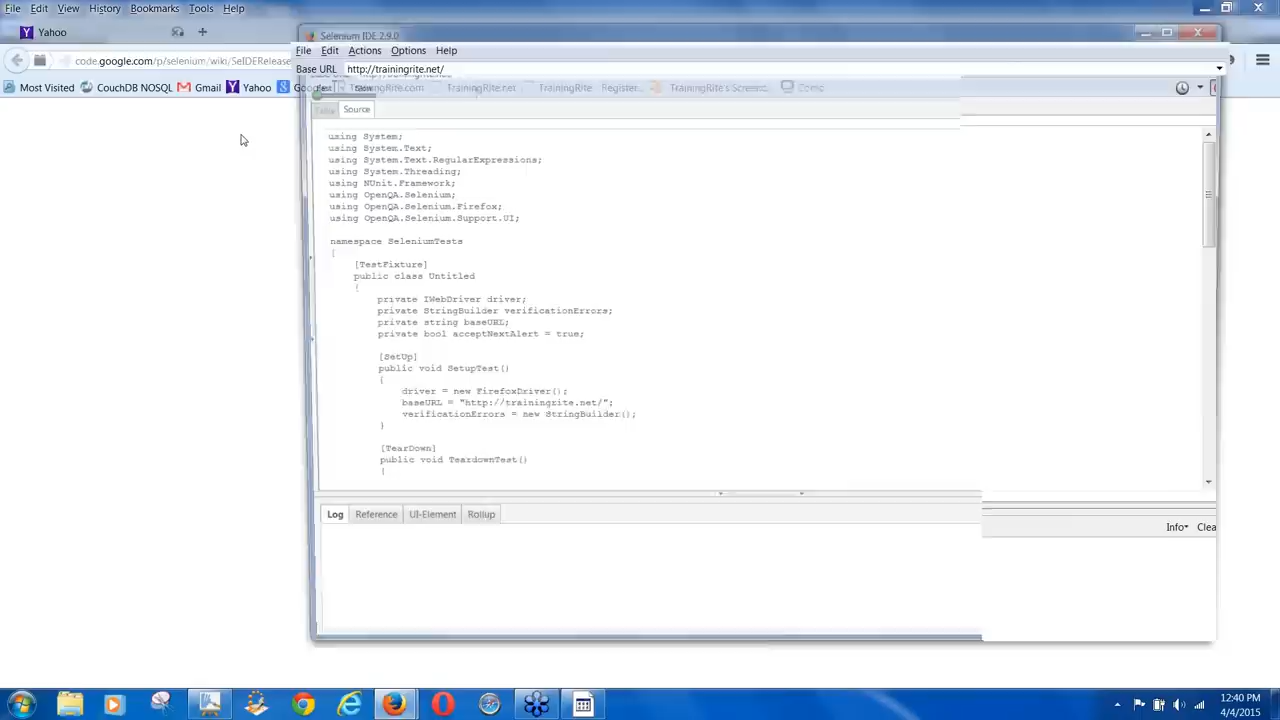 File Edit View History Bookmarks Tools Help
Selenium IDE 2.9.0
Yahoo
File Edit Actions Options Help
code.google.com/p/selenium/wiki/SeIDERelease
Base URL http://trainingrite.net/
Most Visited CouchDB NOSQL Gmail Yahoo TrainingRite.com TrainingRite.net TrainingRite Register... TrainingRite's Screen
Source
using System;
using System.Text;
using System.Text.RegularExpressions;
using System.Threading;
using NUnit.Framework;
using OpenQA.Selenium;
using OpenQA.Selenium.Firefox;
using OpenQA.Selenium.Support.UI;
namespace SeleniumTests
{
[TestFixture]
public class Untitled
{
private IWebDriver driver;
private StringBuilder verificationErrors;
private string baseURL;
private bool acceptNextAlert = true;
[SetUp]
public void SetupTest()
{
driver = new FirefoxDriver();
baseURL = "http://trainingrite.net/";
verificationErrors = new StringBuilder();
}
[TearDown]
public void TeardownTest()
{
Log Reference UI-Element Rollup
Info Clea
12:40 PM
4/4/2015